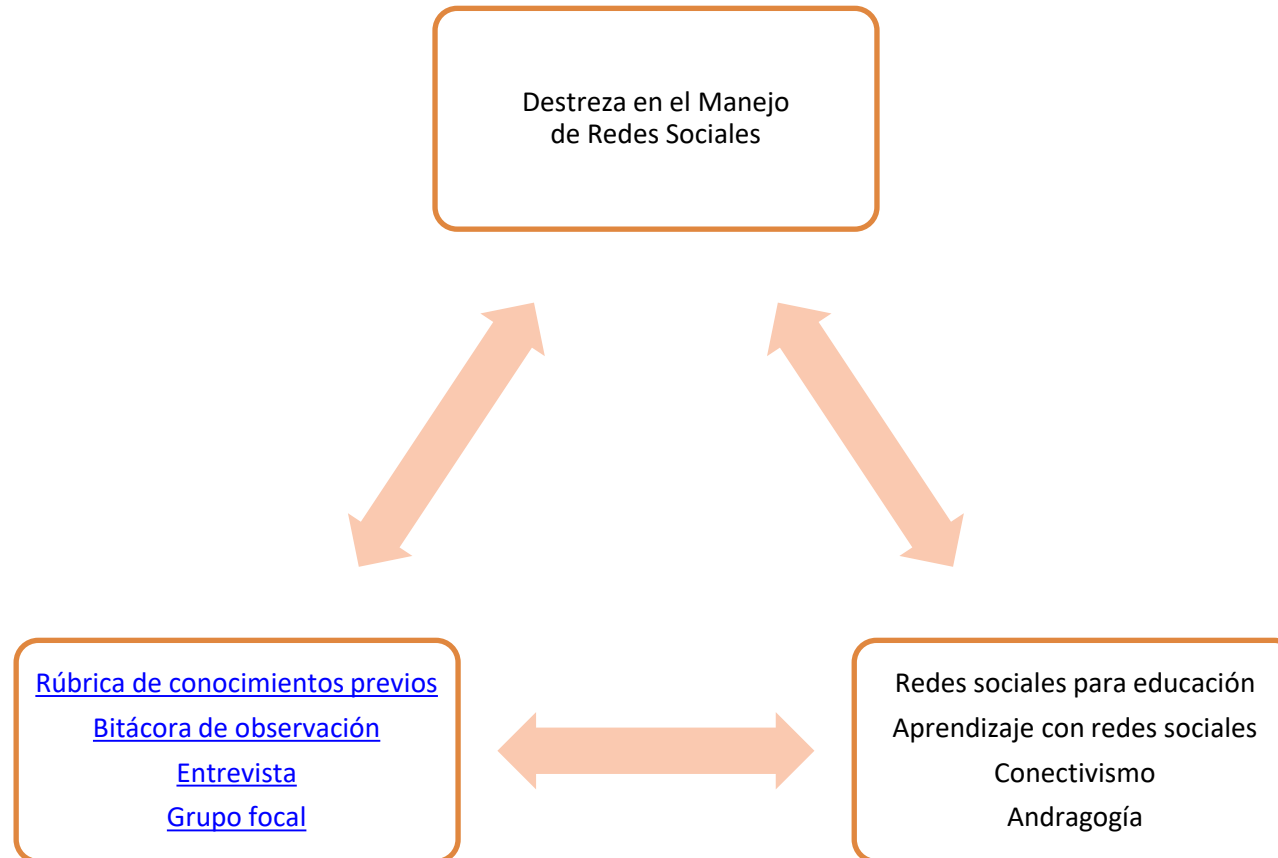 Destreza en el Manejo
de Redes Sociales
Rúbrica de conocimientos previos
Bitácora de observación
Entrevista
Grupo focal
Redes sociales para educación
Aprendizaje con redes sociales
Conectivismo
Andragogía